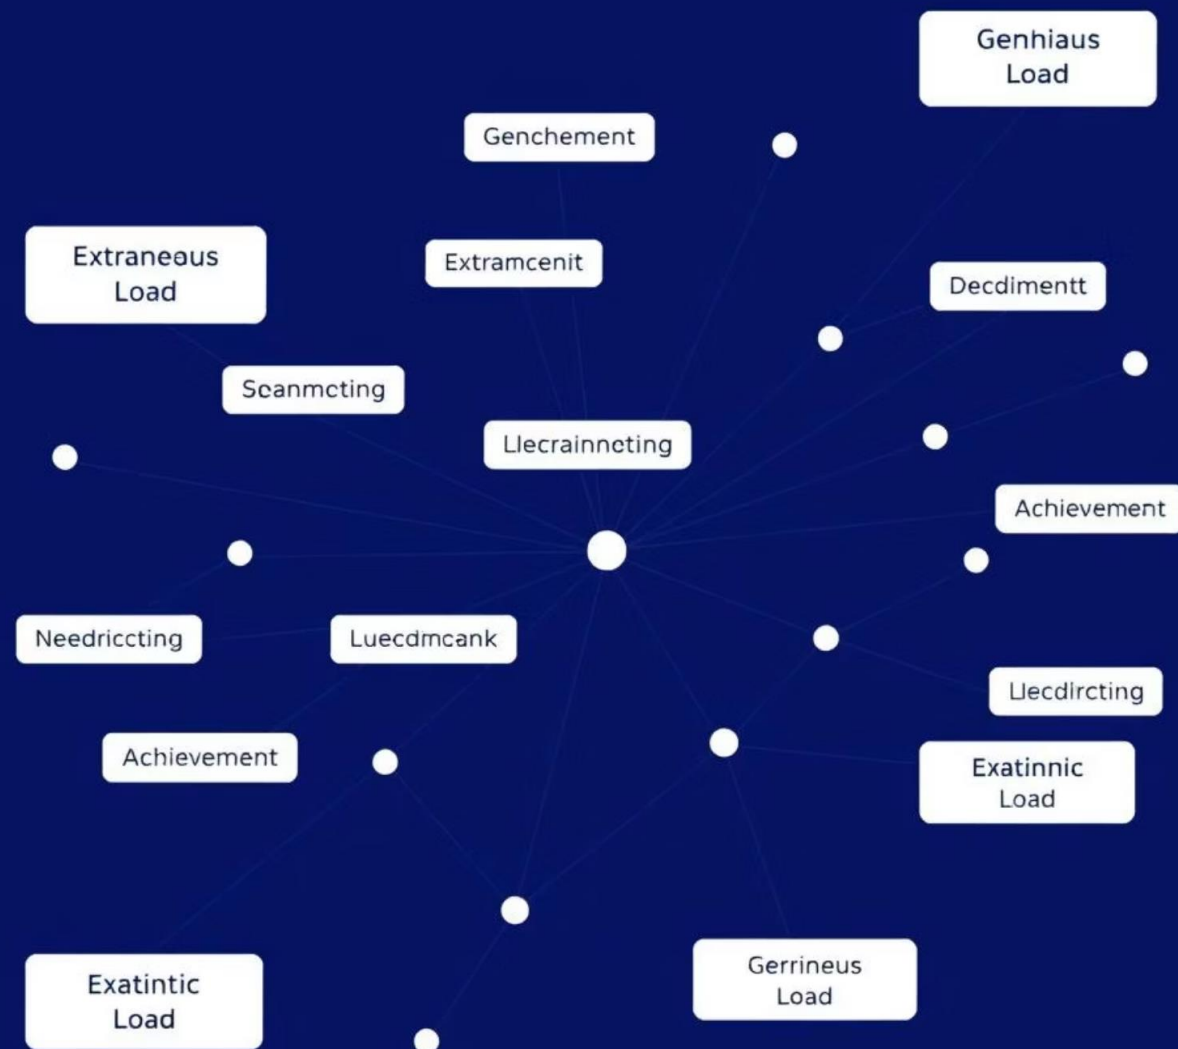 Genhiaus
Load
Genchement
Extraneous
Load
Extramcenit
Decdimentt
Scanmcting
Llecrainncting
Achievement
Needriccting
Luecdmcank
Llecdircting
Achievement
Exatinnic
Load
Exatintic
Load
Gerrineus
Load